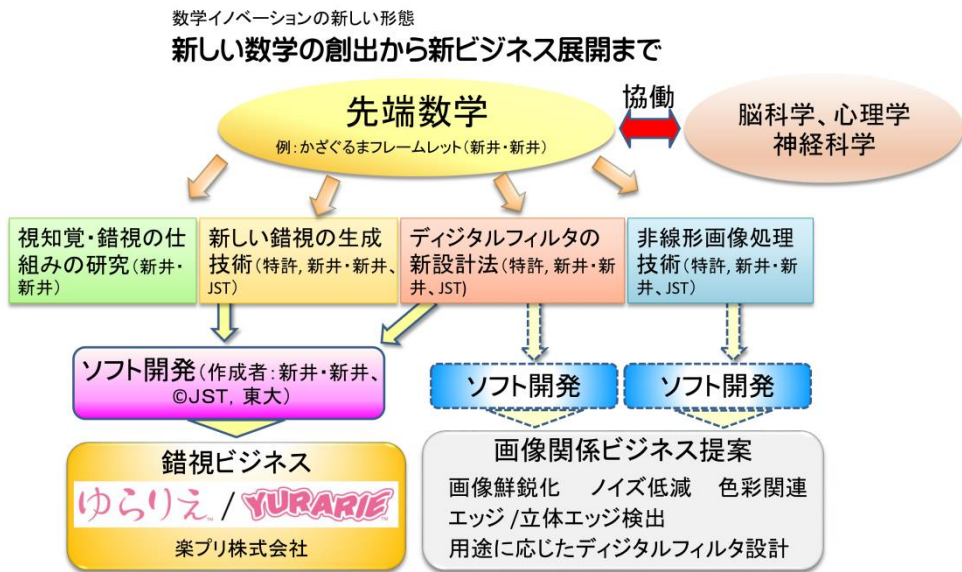 数学イノベーションの新しい形態
新しい数学の創出から新ビジネス展開まで
先端数学
例：かざぐるまフレームレット（新井・新井）
協働
脳科学、心理学
神経科学
視知覚・錯視の仕
組みの研究（新井・
新井）
新しい錯視の生成
技術（特許, 新井・新井、
JST）
ディジタルフィルタの
新設計法（特許, 新井・新
井、JST)
非線形画像処理
技術（特許, 新井・新
井、JST）
ソフト開発（作成者：新井・新井、
©JST, 東大）
ソフト開発
ソフト開発
錯視ビジネス
ゆらりえ™ / YURARIE™
楽プリ株式会社
画像関係ビジネス提案
画像鮮鋭化 ノイズ低減 色彩関連
エッジ /立体エッジ検出
用途に応じたディジタルフィルタ設計